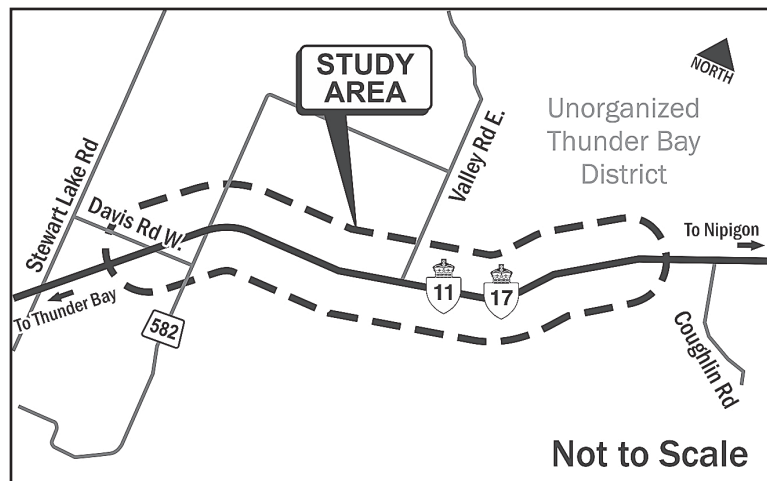 STUDY
AREA
NORTH
Unorganized
Thunder Bay
District
Stewart Lake Rd
Davis Rd W.
Valley Rd E.
To Nipigon
To Thunder Bay
11
17
582
Coughlin Rd
Not to Scale